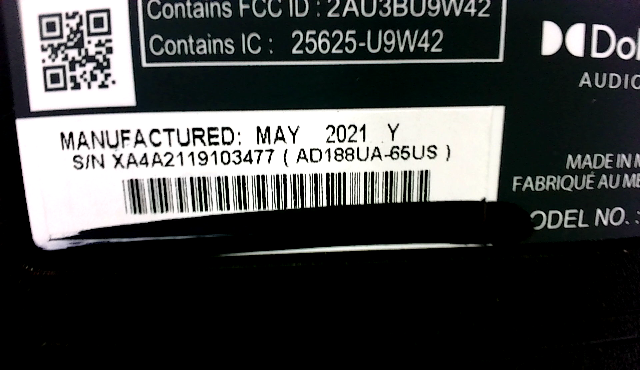 Contains FCC ID : 2AU3BU9W42
Contains IC : 25625-U9W42
AUDIO
MANUFACTURED: MAY 2021 Y
S/N XA4A2119103477 ( AD188UA-65US )
MADE IN
FABRIQUÉ AU
ODEL NO.